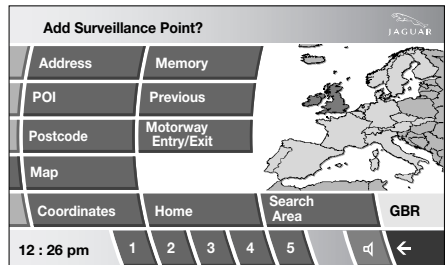 Add Surveillance Point?
JAGUAR
Address
Memory
POI
Previous
Postcode
Motorway
Entry/Exit
Map
Coordinates
Home
Search
Area
GBR
12 : 26 pm
1
2
3
4
5